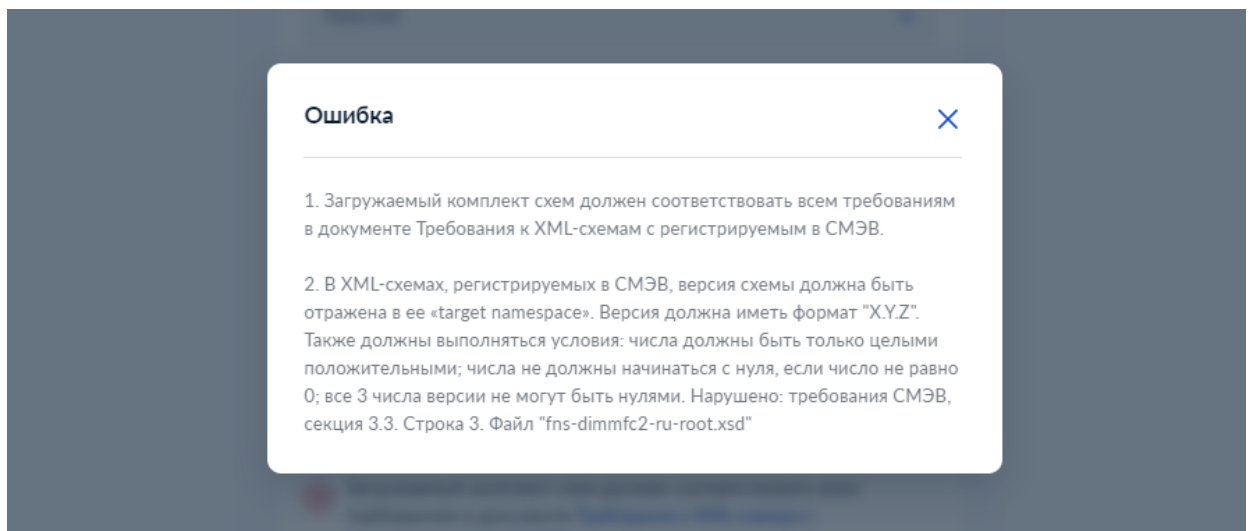 Ошибка
1. Загружаемый комплект схем должен соответствовать всем требованиям
в документе Требования к XML-схемам с регистрируемым в СМЭВ.
2. В XML-схемах, регистрируемых в СМЭВ, версия схемы должна быть
отражена в ее «target namespace». Версия должна иметь формат "X.Y.Z".
Также должны выполняться условия: числа должны быть только целыми
положительными; числа не должны начинаться с нуля, если число не равно
0; все 3 числа версии не могут быть нулями. Нарушено: требования СМЭВ,
секция 3.3. Строка 3. Файл "fns-dimmfc2-ru-root.xsd"